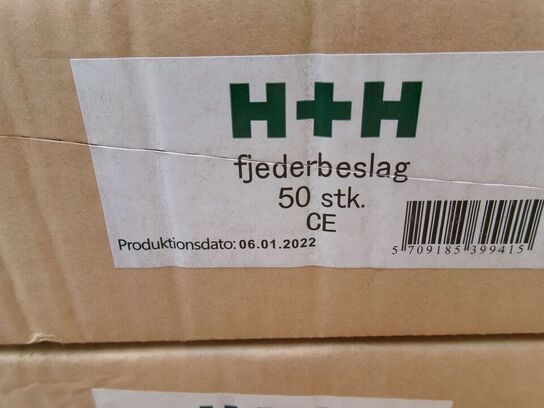 H+H
fjederbeslag
50 stk.
CE
Produktionsdato: 06.01.2022
5 709185 399415